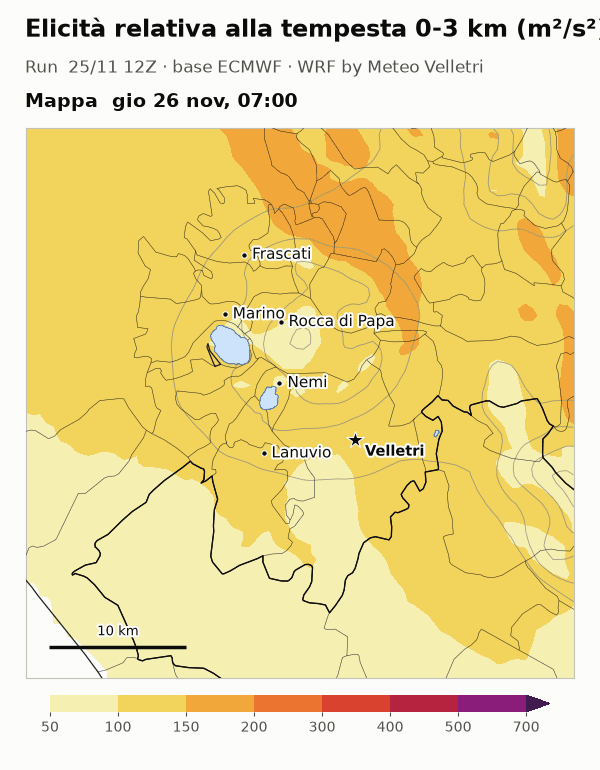 Elicità relativa alla tempesta 0-3 km (m²/s²)
Run  25/11 12Z · base ECMWF · WRF by Meteo Velletri
Mappa  gio 26 nov, 07:00
Frascati
Marino
Rocca di Papa
Nemi
Velletri
Lanuvio
10 km
50 100 150 200 300 400 500 700